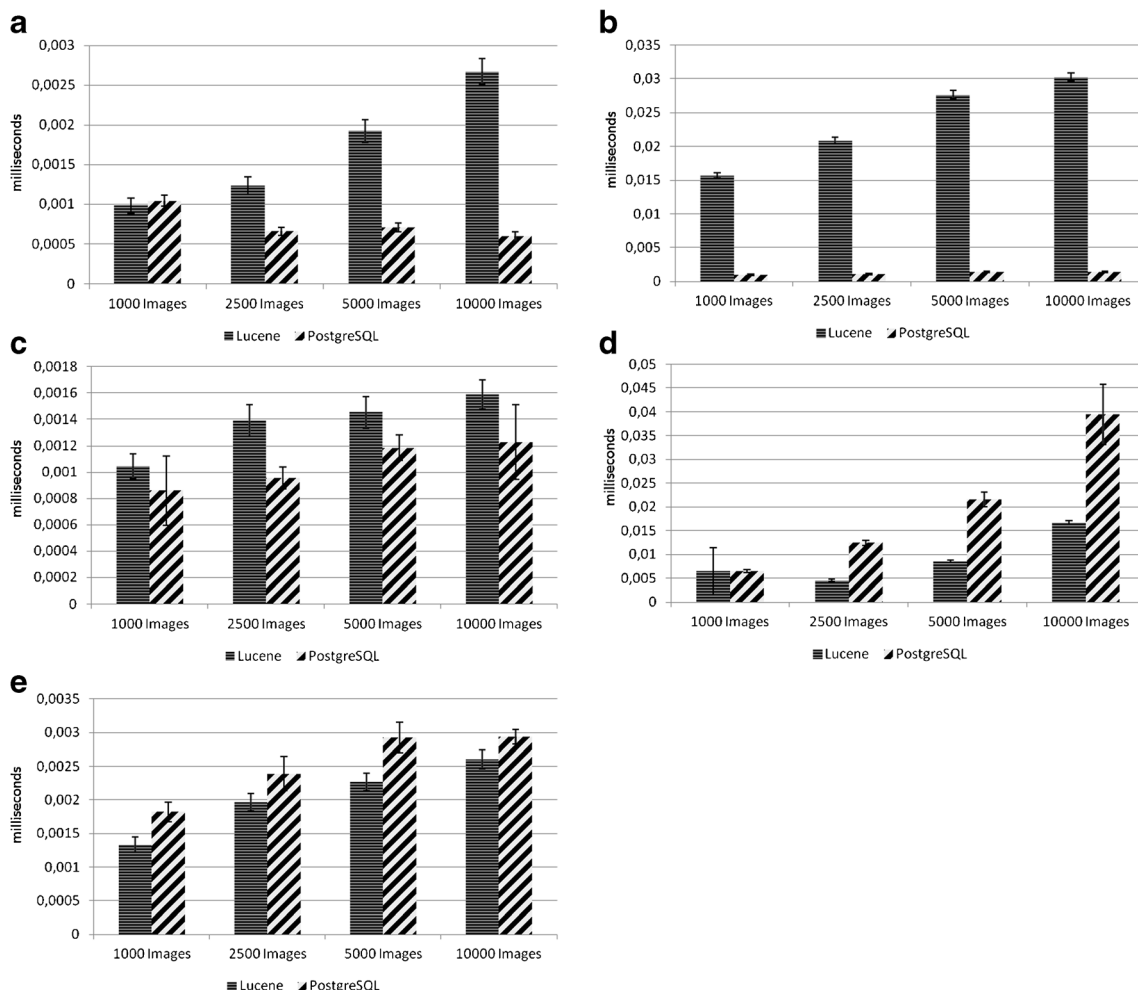 a
0,003
0,0025
0,002
0,0015
0,001
0,0005
0
milliseconds
1000 Images 2500 Images 5000 Images 10000 Images
Lucene PostgreSQL
b
0,035
0,03
0,025
0,02
0,015
0,01
0,005
0
milliseconds
1000 Images 2500 Images 5000 Images 10000 Images
Lucene PostgreSQL
c
0,0018
0,0016
0,0014
0,0012
0,001
0,0008
0,0006
0,0004
0,0002
0
milliseconds
1000 Images 2500 Images 5000 Images 10000 Images
Lucene PostgreSQL
d
0,05
0,045
0,04
0,035
0,03
0,025
0,02
0,015
0,01
0,005
0
milliseconds
1000 Images 2500 Images 5000 Images 10000 Images
Lucene PostgreSQL
e
0,0035
0,003
0,0025
0,002
0,0015
0,001
0,0005
0
milliseconds
1000 Images 2500 Images 5000 Images 10000 Images
Lucene PostgreSQL